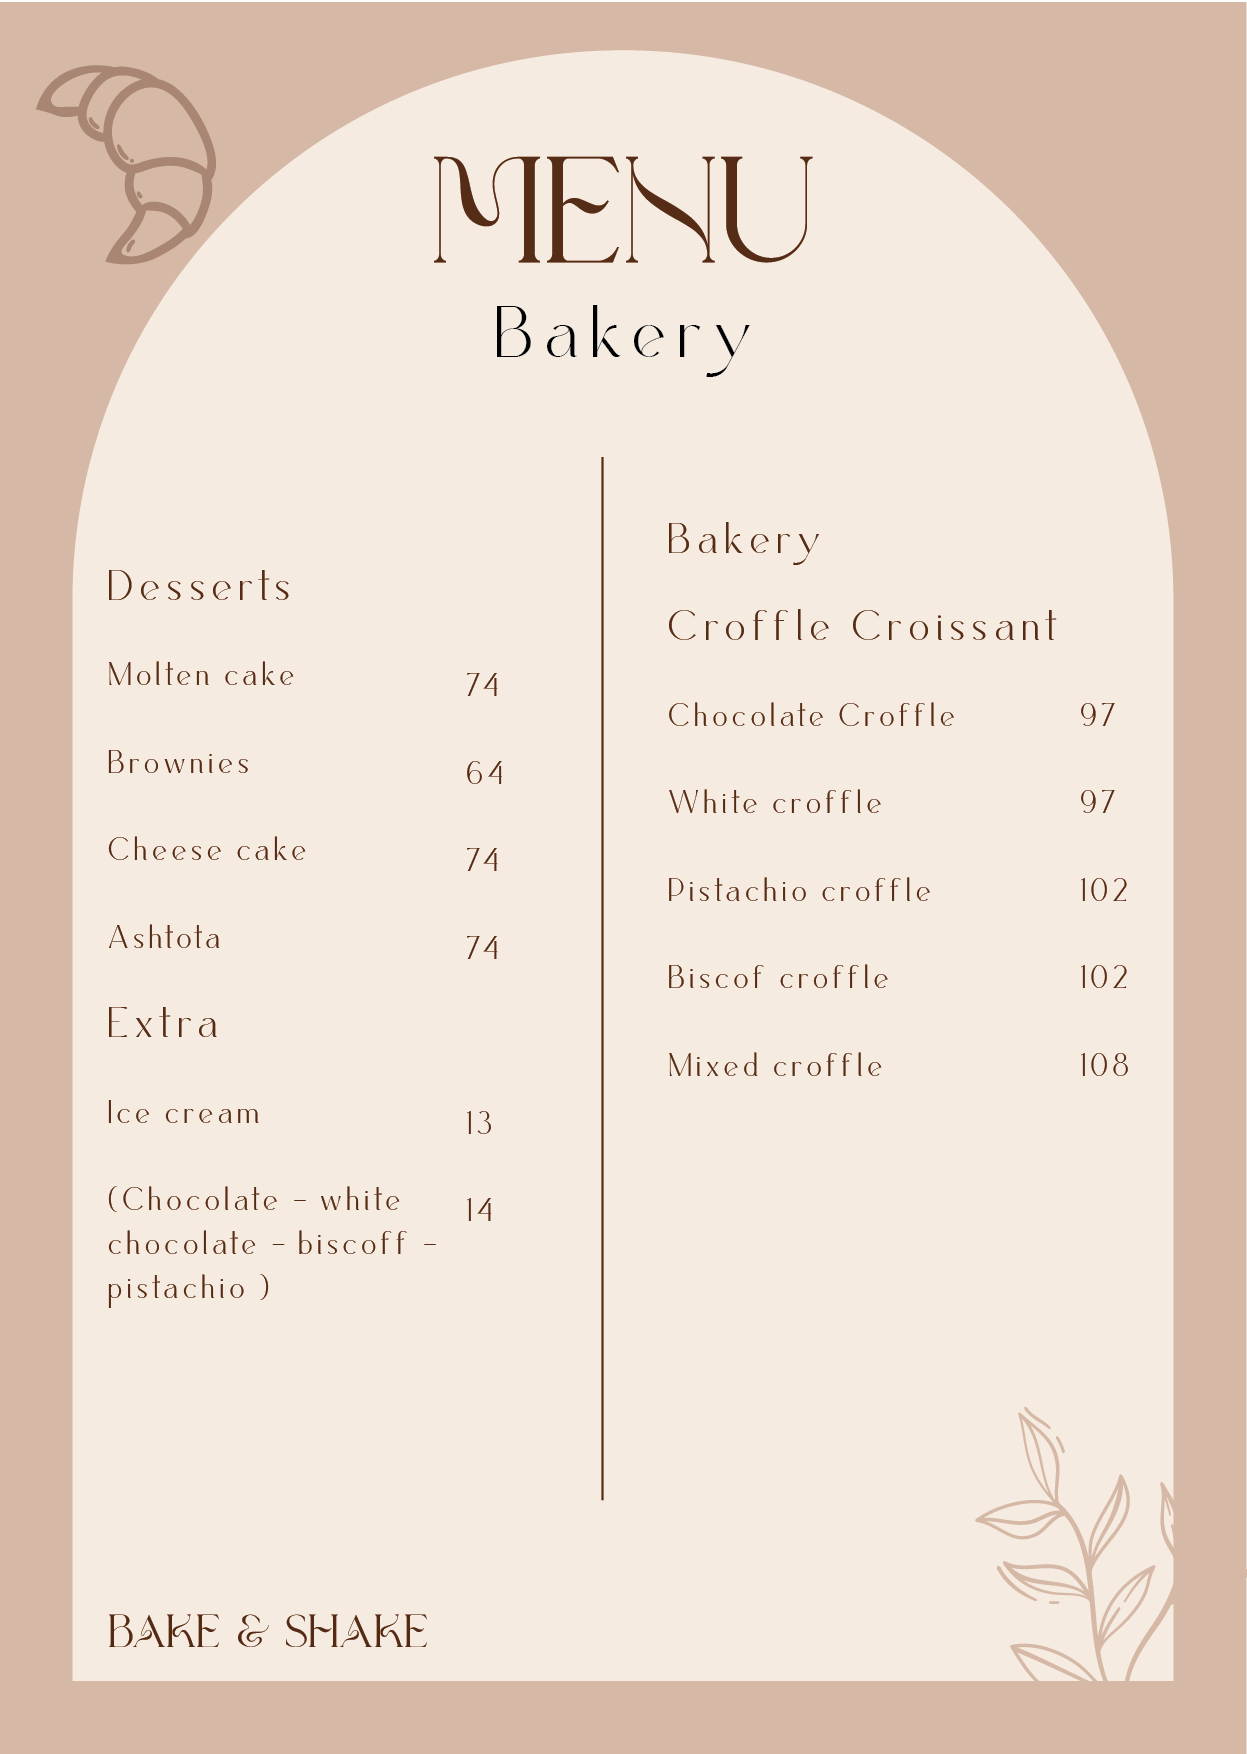 MENU
Bakery
Desserts
Molten cake 74
Brownies 64
Cheese cake 74
Ashtota 74
Extra
Ice cream 13
(Chocolate - white 14
chocolate - biscoff -
pistachio )
Bakery
Croffle Croissant
Chocolate Croffle 97
White croffle 97
Pistachio croffle 102
Biscof croffle 102
Mixed croffle 108
BAKE & SHAKE